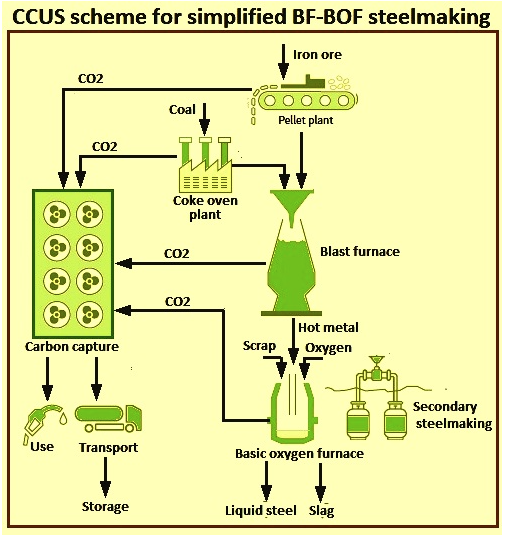 CCUS scheme for simplified BF-BOF steelmaking
Iron ore
CO2
Pellet plant
Coal
CO2
Coke oven
plant
Blast furnace
CO2
CO2
Hot metal
Carbon capture
Scrap
Oxygen
Secondary
steelmaking
Use
Transport
Basic oxygen furnace
Storage
Liquid steel
Slag